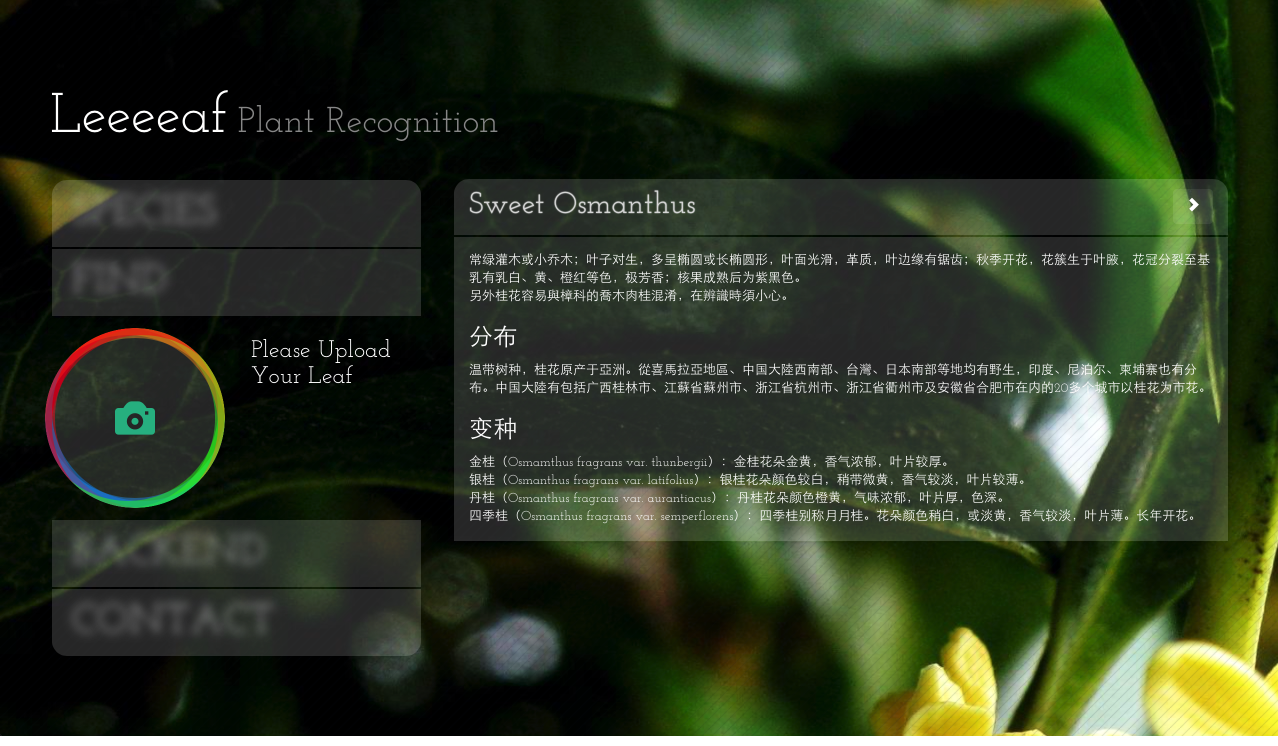 Leeeeaf Plant Recognition
SPECIES
FIND
Please Upload
Your Leaf
BACKEND
CONTACT
Sweet Osmanthus
常绿灌木或小乔木；叶子对生，多呈椭圆或长椭圆形，叶面光滑，革质，叶边缘有锯齿；秋季开花，花簇生于叶腋，花冠分裂至基
乳有乳白、黄、橙红等色，极芳香；核果成熟后为紫黑色。
另外桂花容易與樟科的喬木肉桂混淆，在辨識時須小心。
分布
温带树种，桂花原产于亞洲。從喜馬拉亞地區、中国大陸西南部、台灣、日本南部等地均有野生，印度、尼泊尔、柬埔寨也有分
布。中国大陸有包括广西桂林市、江蘇省蘇州市、浙江省杭州市、浙江省衢州市及安徽省合肥市在内的20多个城市以桂花为市花。
变种
金桂（Osmamthus fragrans var. thunbergii）：金桂花朵金黄，香气浓郁，叶片较厚。
银桂（Osmanthus fragrans var. latifolius）：银桂花朵颜色较白，稍带微黄，香气较淡，叶片较薄。
丹桂（Osmanthus fragrans var. aurantiacus）：丹桂花朵颜色橙黄，气味浓郁，叶片厚，色深。
四季桂（Osmanthus fragrans var. semperflorens）：四季桂别称月月桂。花朵颜色稍白，或淡黄，香气较淡，叶片薄。长年开花。